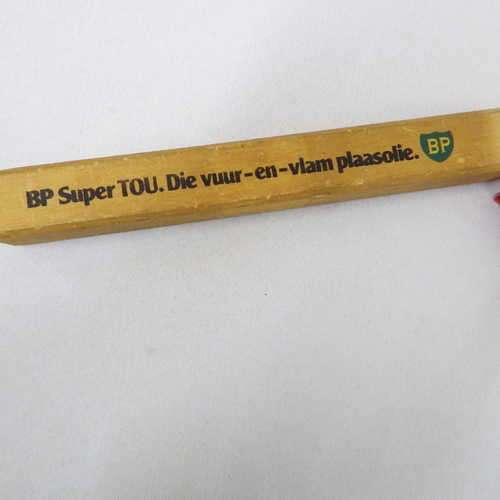 BP Super TOU. Die vuur-en-vlam plaasolie. BP